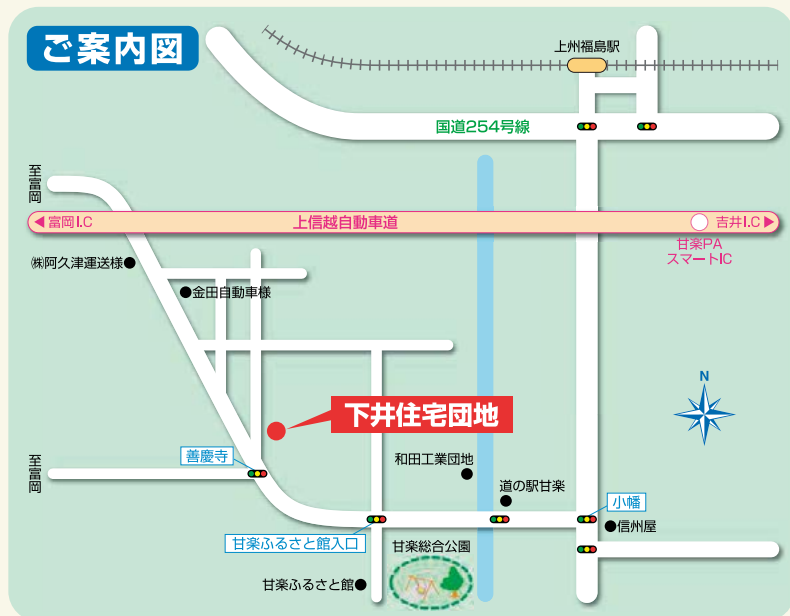 ご案内図
上州福島駅
国道254号線
至富岡
◀富岡I.C
上信越自動車道
吉井I.C▶
甘楽PA
スマートIC
㈱阿久津運送様●
●金田自動車様
N
下井住宅団地
善慶寺
至富岡
和田工業団地
道の駅甘楽
小幡
●信州屋
甘楽ふるさと館入口
甘楽総合公園
甘楽ふるさと館●